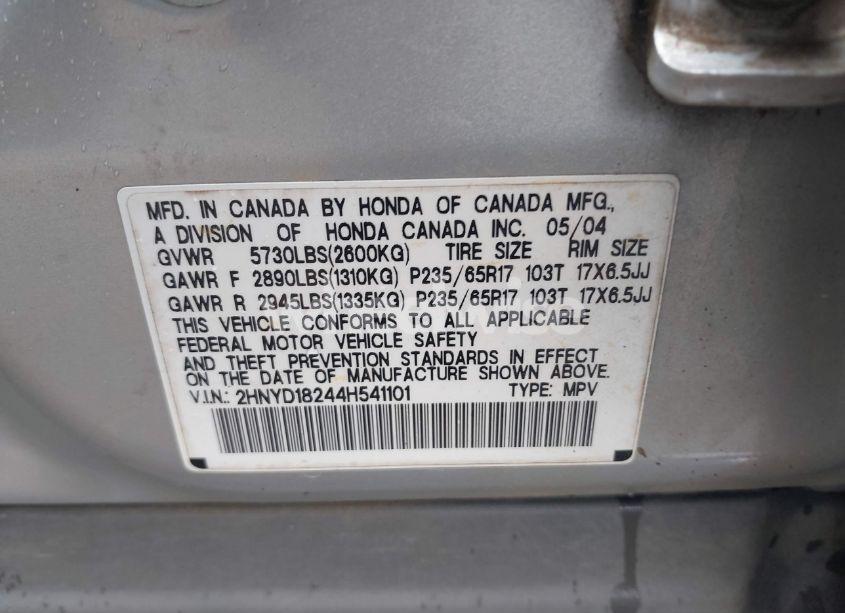 MFD. IN CANADA BY HONDA OF CANADA MFG.,
A DIVISION OF HONDA CANADA INC. 05/04
GVWR 5730LBS(2600KG) TIRE SIZE RIM SIZE
GAWR F 2890LBS(1310KG) P235/65R17 103T 17X6.5JJ
GAWR R 2945LBS(1335KG) P235/65R17 103T 17X6.5JJ
THIS VEHICLE CONFORMS TO ALL APPLICABLE
FEDERAL MOTOR VEHICLE SAFETY
AND THEFT PREVENTION STANDARDS IN EFFECT
ON THE DATE OF MANUFACTURE SHOWN ABOVE.
V.I.N.: 2HNYD18244H541101 TYPE: MPV